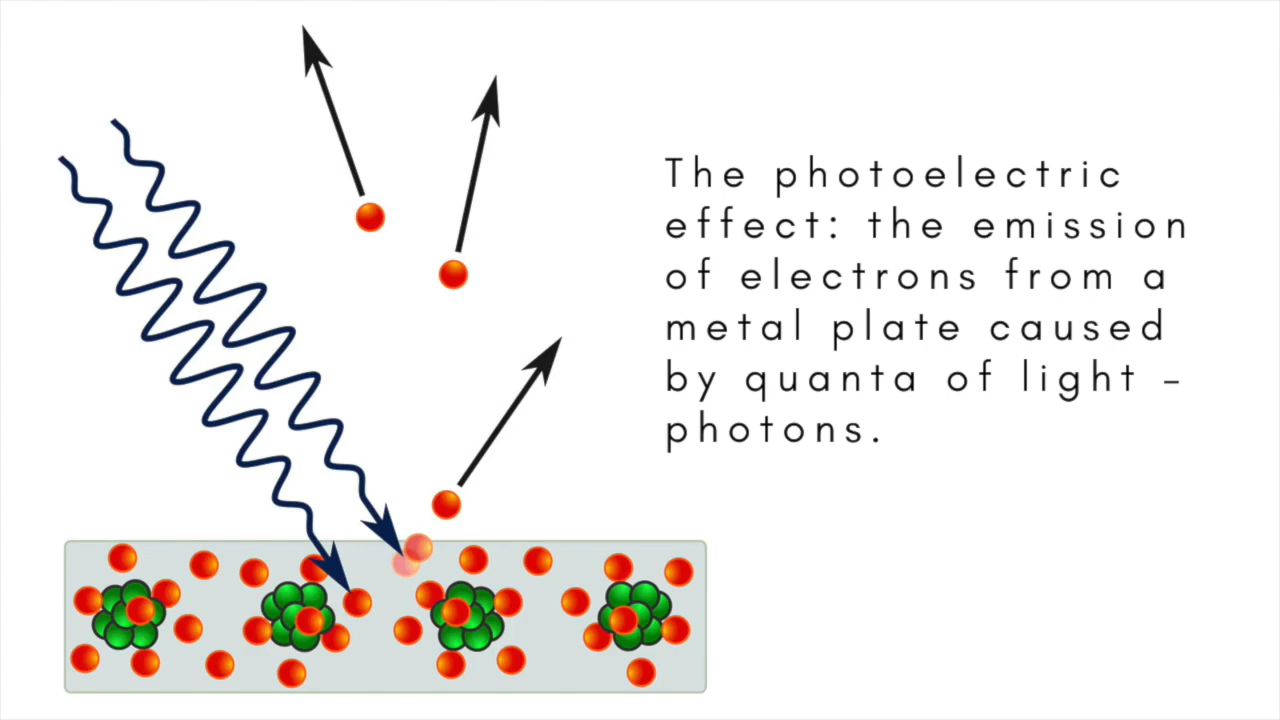 The photoelectric
effect: the emission
of electrons from a
metal plate caused
by quanta of light –
photons.